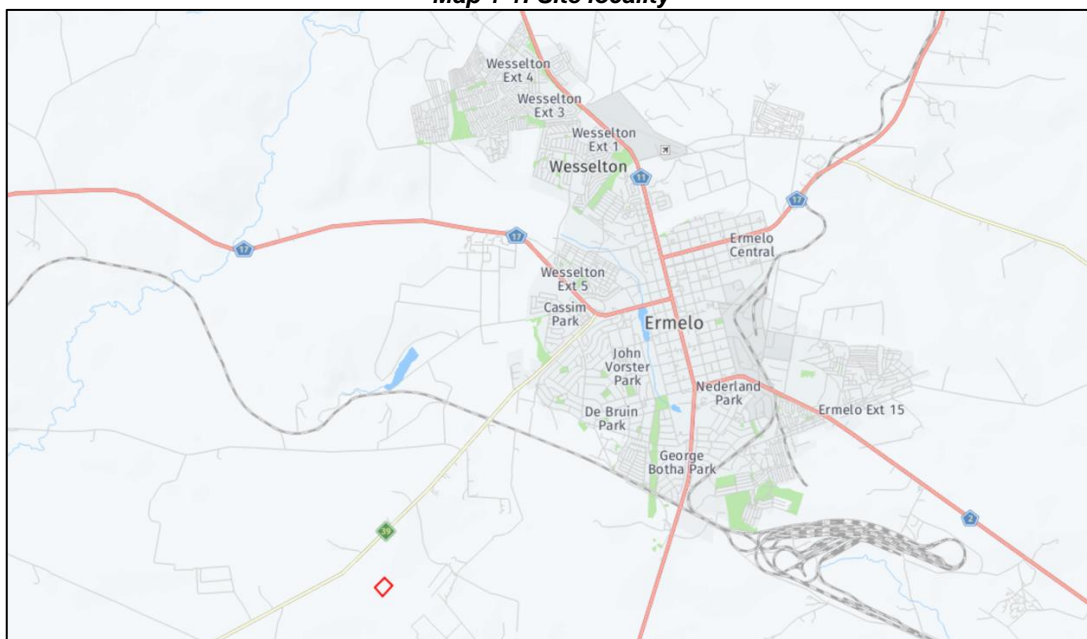 Map 1-1: Site locality
Wesselton
Ext 4
Wesselton
Ext 3
Wesselton
Ext 1
Wesselton
11
17
Ermelo
Central
17
17
Wesselton
Ext 5
Cassim
Park
Ermelo
John
Vorster
Park
Nederland
Park
De Bruin
Park
Ermelo Ext 15
George
Botha Park
39
2